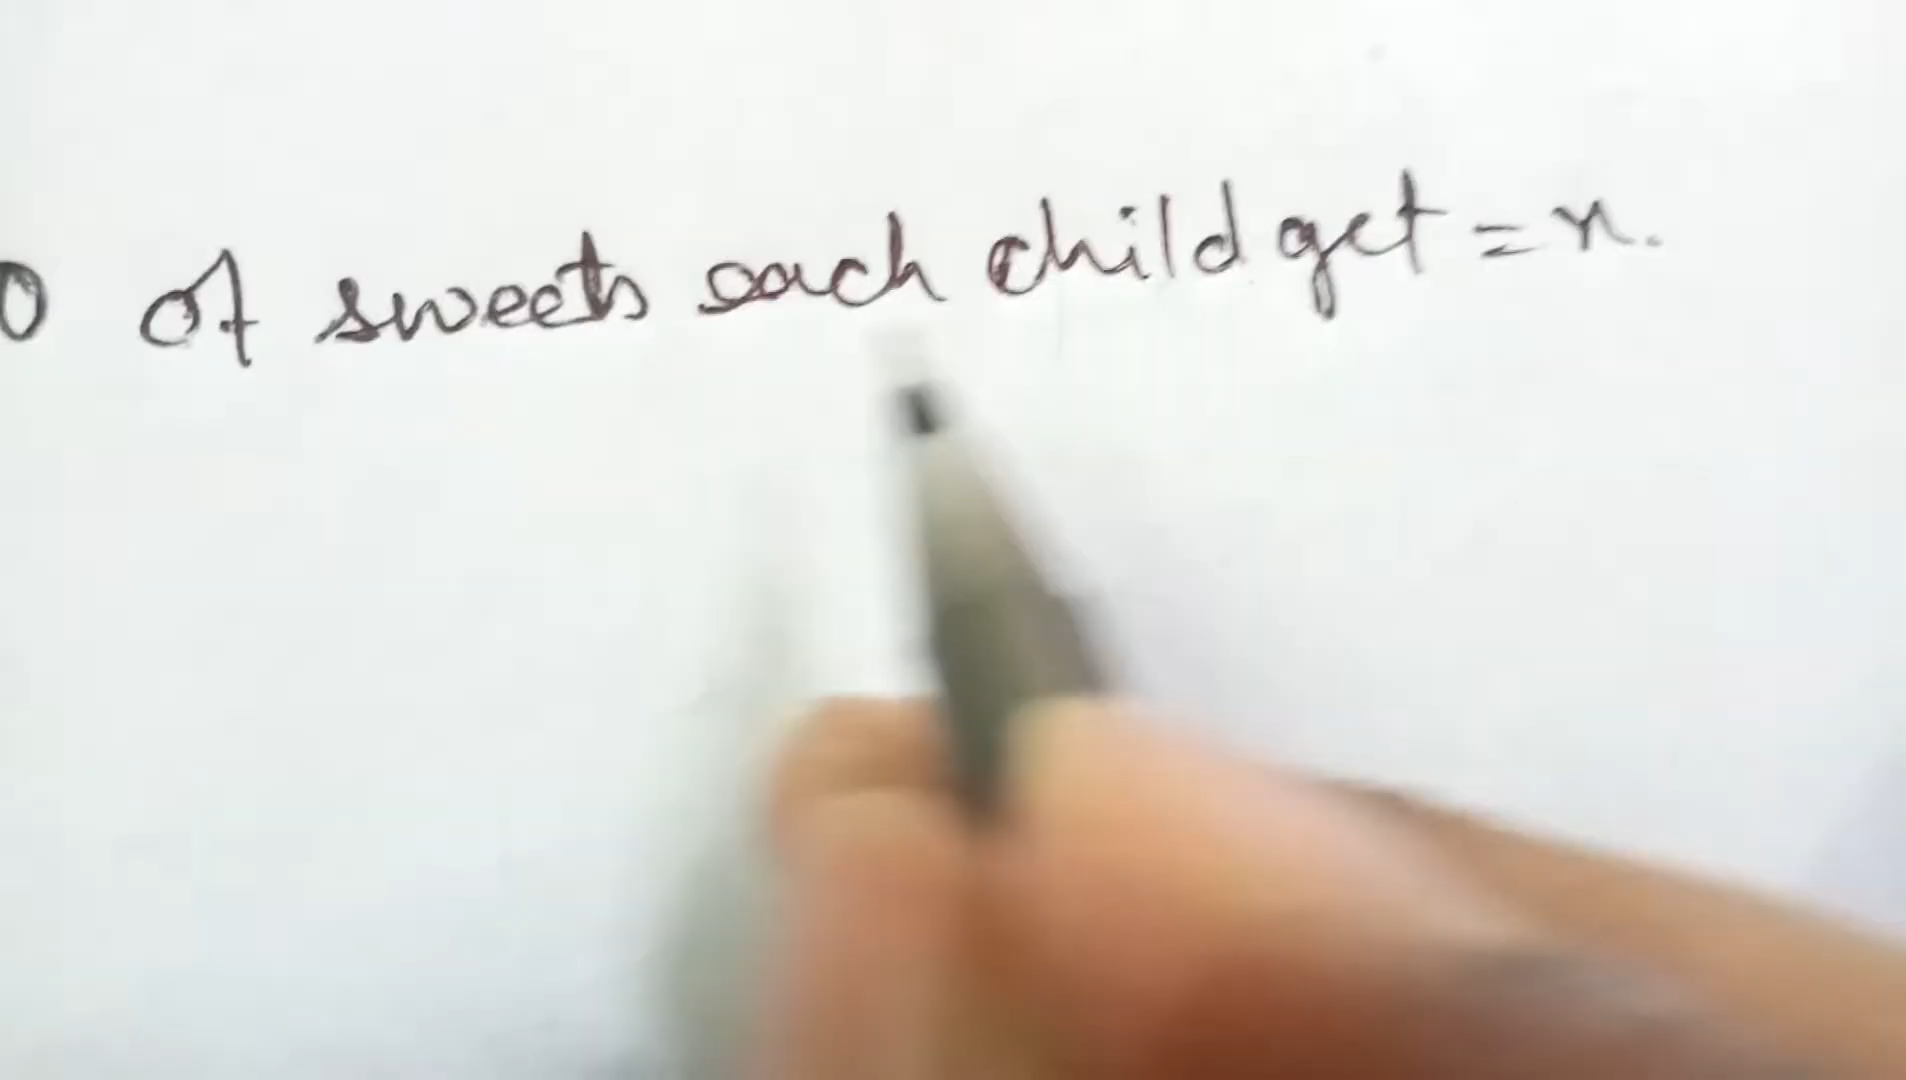 o of sweets each child get = x.